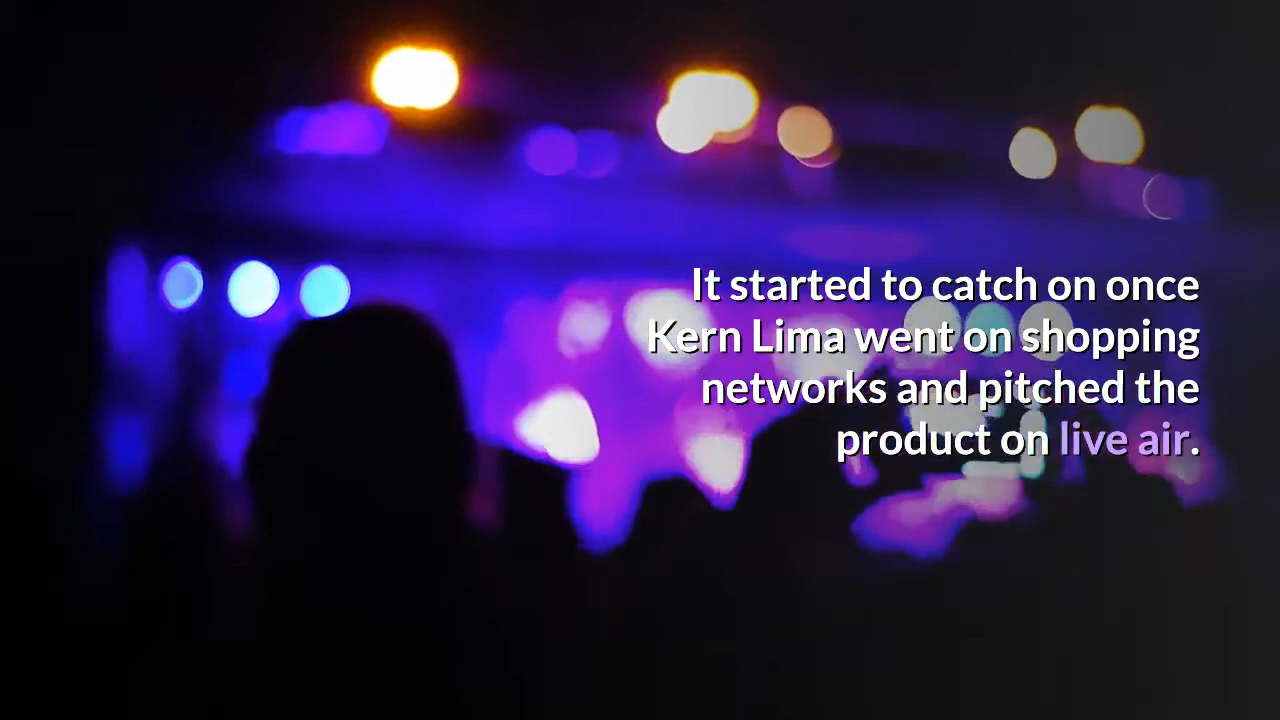 It started to catch on once
Kern Lima went on shopping
networks and pitched the
product on live air.